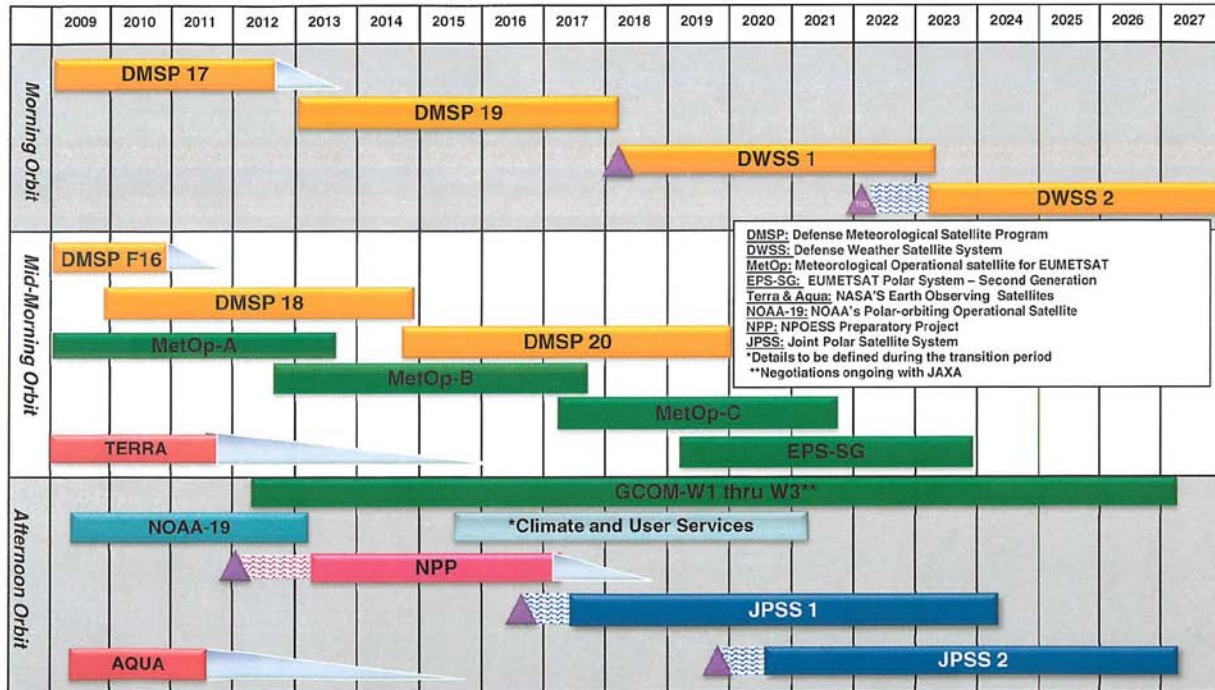 2009 2010 2011 2012 2013 2014 2015 2016 2017 2018 2019 2020 2021 2022 2023 2024 2025 2026 2027
Morning Orbit
DMSP 17
DMSP 19
DWSS 1
DWSS 2
Mid-Morning Orbit
DMSP F16
DMSP 18
MetOp-A
DMSP 20
MetOp-B
MetOp-C
TERRA
EPS-SG
DMSP: Defense Meteorological Satellite Program
DWSS: Defense Weather Satellite System
MetOp: Meteorological Operational satellite for EUMETSAT
EPS-SG: EUMETSAT Polar System – Second Generation
Terra & Aqua: NASA'S Earth Observing Satellites
NOAA-19: NOAA's Polar-orbiting Operational Satellite
NPP: NPOESS Preparatory Project
JPSS: Joint Polar Satellite System
*Details to be defined during the transition period
**Negotiations ongoing with JAXA
Afternoon Orbit
GCOM-W1 thru W3**
NOAA-19
*Climate and User Services
NPP
JPSS 1
AQUA
JPSS 2